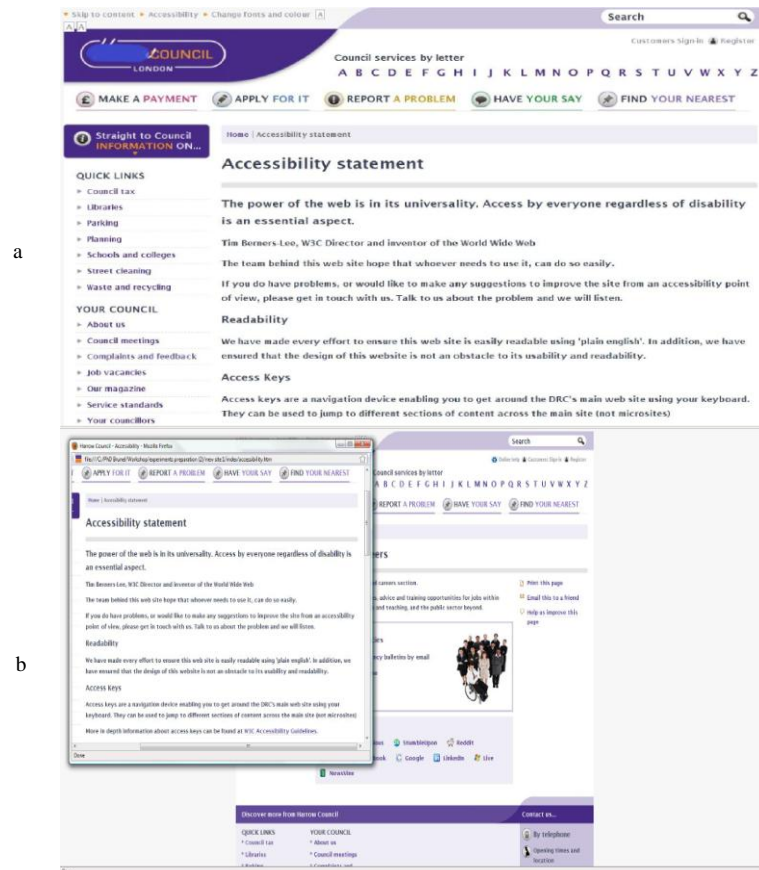 Skip to content Accessibility Change fonts and colour A
A A
Search
Customers Sign-in Register
COUNCIL
LONDON
Council services by letter
A B C D E F G H I J K L M N O P Q R S T U V W X Y Z
£ MAKE A PAYMENT APPLY FOR IT REPORT A PROBLEM HAVE YOUR SAY FIND YOUR NEAREST
Straight to Council
INFORMATION ON...
QUICK LINKS
Council tax
Libraries
Parking
Planning
Schools and colleges
Street cleaning
Waste and recycling
YOUR COUNCIL
About us
Council meetings
Complaints and feedback
Job vacancies
Our magazine
Service standards
Your councillors
Home | Accessibility statement
Accessibility statement
The power of the web is in its universality. Access by everyone regardless of disability
is an essential aspect.
Tim Berners-Lee, W3C Director and inventor of the World Wide Web
The team behind this web site hope that whoever needs to use it, can do so easily.
If you do have problems, or would like to make any suggestions to improve the site from an accessibility point
of view, please get in touch with us. Talk to us about the problem and we will listen.
Readability
We have made every effort to ensure this web site is easily readable using 'plain english'. In addition, we have
ensured that the design of this website is not an obstacle to its usability and readability.
Access Keys
Access keys are a navigation device enabling you to get around the DRC's main web site using your keyboard.
They can be used to jump to different sections of content across the main site (not microsites)
a
Harrow Council - Accessibility - Mozilla Firefox
APPLY FOR IT REPORT A PROBLEM HAVE YOUR SAY FIND YOUR NEAREST
Home | Accessibility statement
Accessibility statement
The power of the web is in its universality. Access by everyone regardless of disability is
an essential aspect.
Tim Berners-Lee, W3C Director and inventor of the World Wide Web
The team behind this web site hope that whoever needs to use it, can do so easily.
If you do have problems, or would like to make any suggestions to improve the site from an accessibility
point of view, please get in touch with us. Talk to us about the problem and we will listen.
Readability
We have made every effort to ensure this web site is easily readable using 'plain english'. In addition, we
have ensured that the design of this website is not an obstacle to its usability and readability.
Access Keys
Access keys are a navigation device enabling you to get around the DRC's main web site using your
keyboard. They can be used to jump to different sections of content across the main site (not microsites)
More in depth information about access keys can be found at W3C Accessibility Guidelines.
Done
b
Search
Customers Sign-in Register
Council services by letter
A B C D E F G H I J K L M N O P Q R S T U V W X Y Z
REPORT A PROBLEM HAVE YOUR SAY FIND YOUR NEAREST
careers section.
advice and training opportunities for jobs within
and teaching, and the public sector beyond.
bulletins by email
Print this page
Email this to a friend
Help us improve this
page
StumbleUpon Reddit
Google LinkedIn Live
Newsvine
Discover more from Harrow Council
Contact us...
QUICK LINKS
Council tax
Libraries
YOUR COUNCIL
About us
Council meetings
By telephone
Opening times and
location